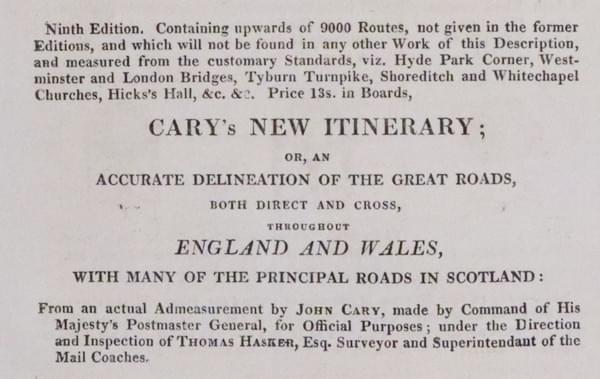 Ninth Edition. Containing upwards of 9000 Routes, not given in the former
Editions, and which will not be found in any other Work of this Description,
and measured from the customary Standards, viz. Hyde Park Corner, West-
minster and London Bridges, Tyburn Turnpike, Shoreditch and Whitechapel
Churches, Hicks's Hall, &c. &c. Price 13s. in Boards,
CARY's NEW ITINERARY;
OR, AN
ACCURATE DELINEATION OF THE GREAT ROADS,
BOTH DIRECT AND CROSS,
THROUGHOUT
ENGLAND AND WALES,
WITH MANY OF THE PRINCIPAL ROADS IN SCOTLAND:
From an actual Admeasurement by JOHN CARY, made by Command of His
Majesty's Postmaster General, for Official Purposes; under the Direction
and Inspection of THOMAS HASKER, Esq. Surveyor and Superintendant of the
Mail Coaches.